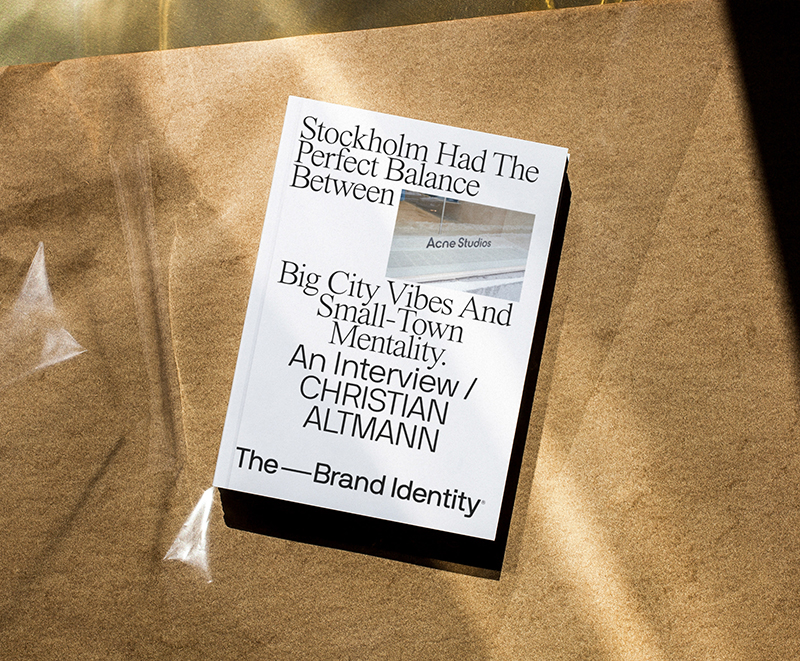 Stockholm Had The
Perfect Balance
Between
Acne Studios
Big City Vibes And
Small-Town
Mentality.
An Interview /
CHRISTIAN
ALTMANN
The — Brand Identity®